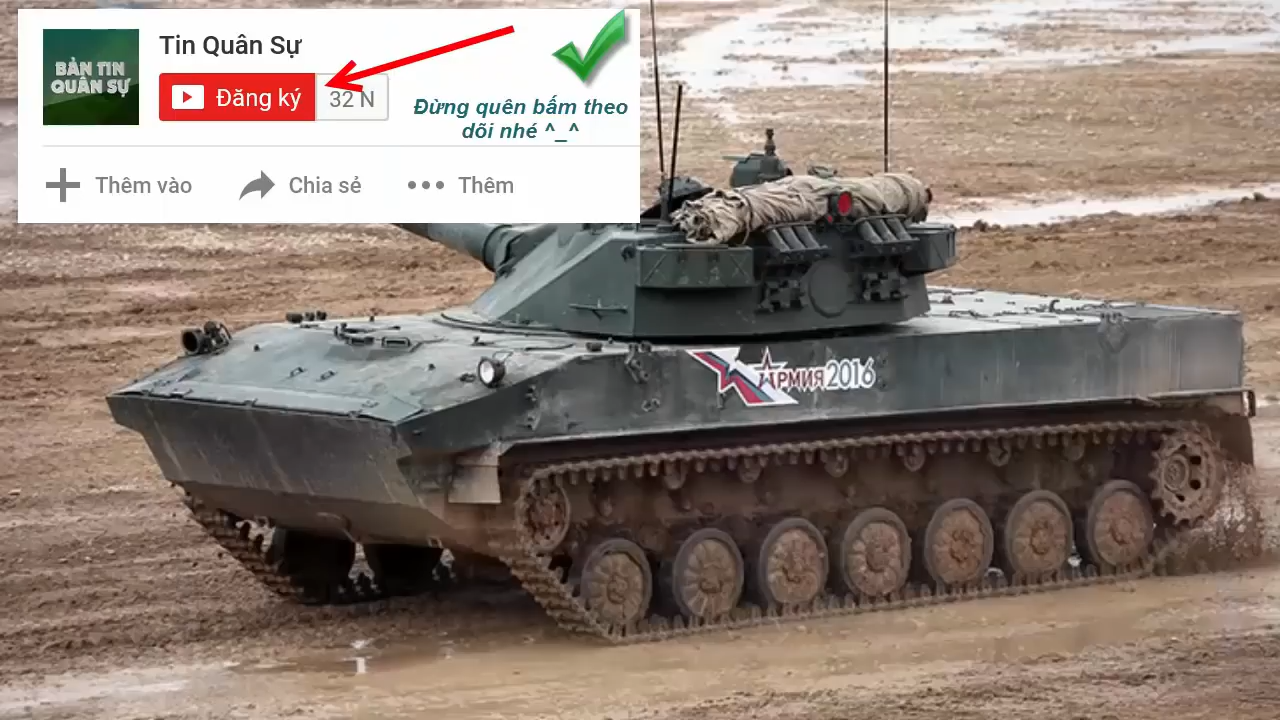 Tin Quân Sự
BẢN TIN
QUÂN SỰ
Đăng ký
32 N
Đừng quên bấm theo
dõi nhé ^_^
Thêm vào
Chia sẻ
Thêm
АРМИЯ2016